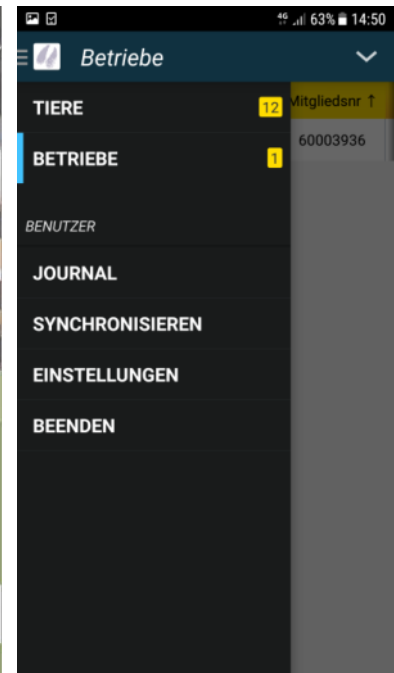 4G 63% 14:50
Betriebe
TIERE 12
Mitgliedsnr ↑
BETRIEBE 1
60003936
BENUTZER
JOURNAL
SYNCHRONISIEREN
EINSTELLUNGEN
BEENDEN